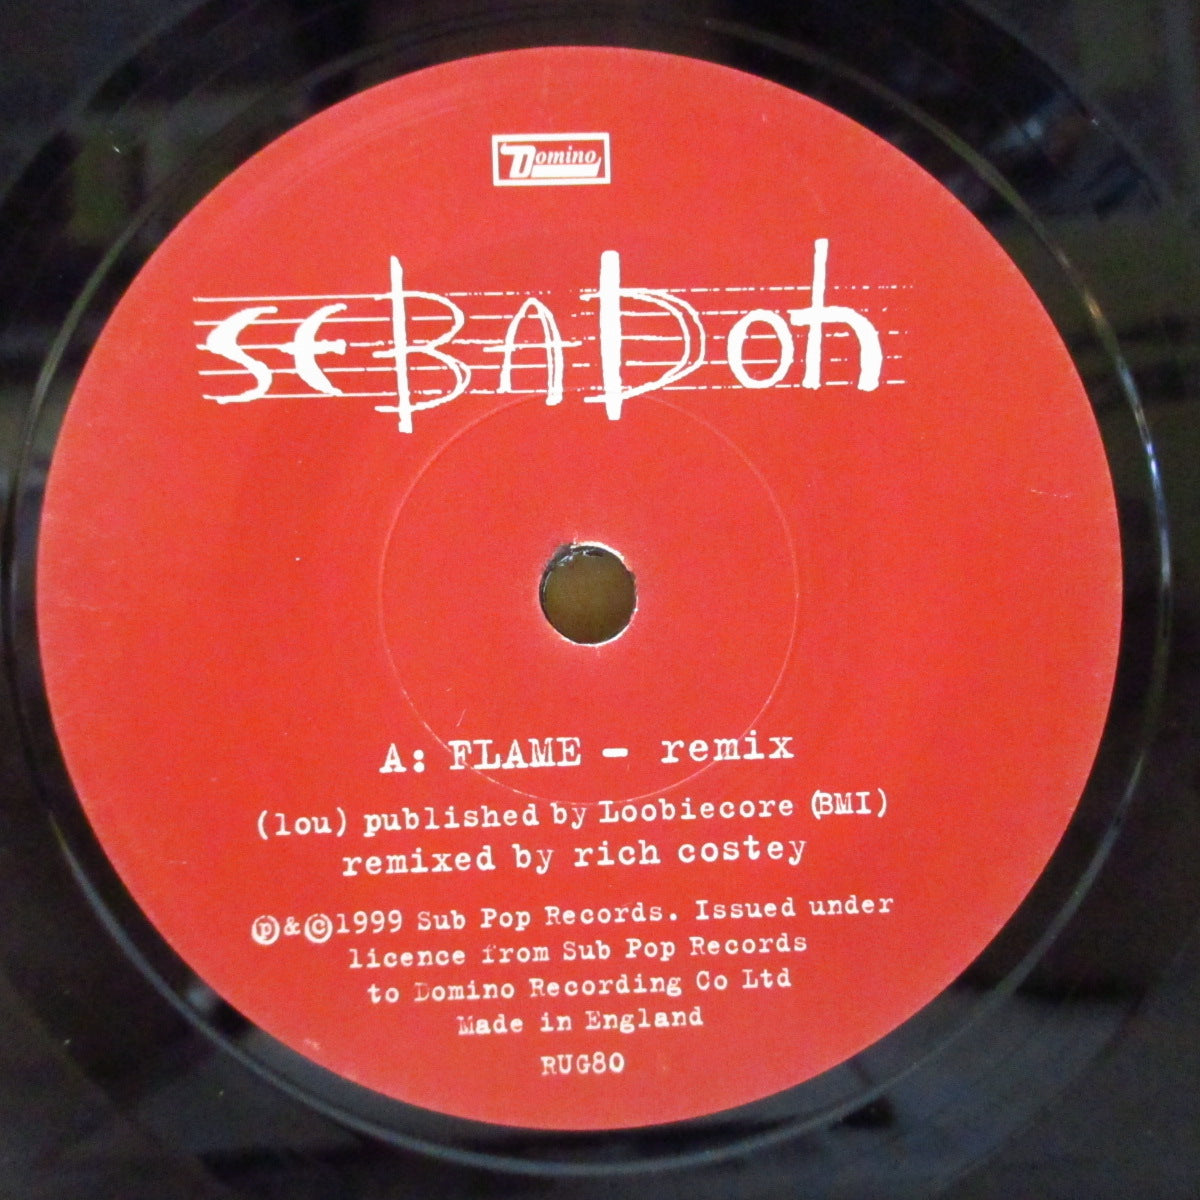 Domino
SEBADOh
A: FLAME - remix
(lou) published by Loobiecore (BMI)
remixed by rich costey
℗&©1999 Sub Pop Records. Issued under
licence from Sub Pop Records
to Domino Recording Co Ltd
Made in England
RUG80